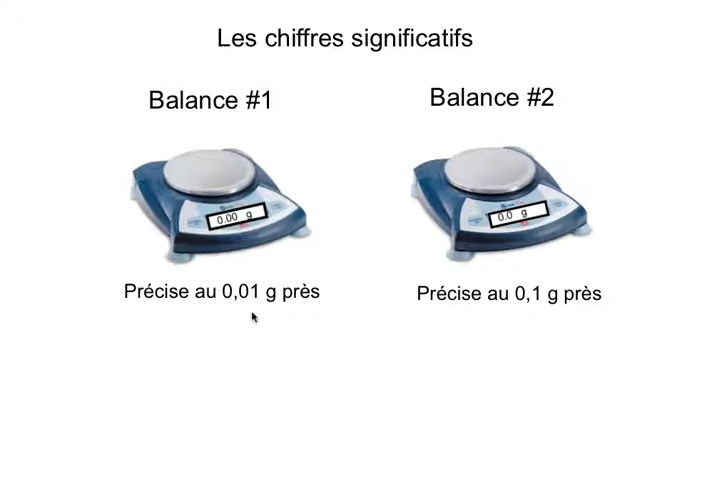 Les chiffres significatifs
Balance #1
Balance #2
0.00 g
0.0 g
Précise au 0,01 g près
Précise au 0,1 g près